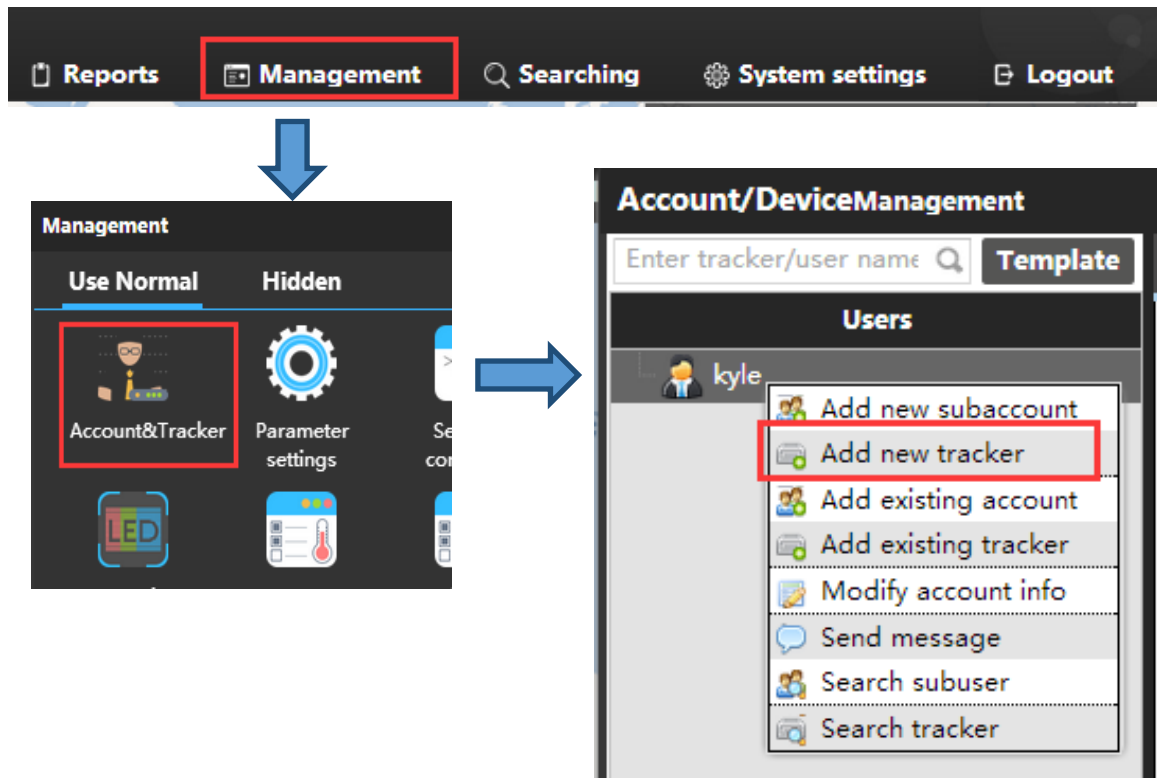 Reports Management Searching System settings Logout
Management
Use Normal Hidden
Account&Tracker Parameter
settings
LED
Account/DeviceManagement
Enter tracker/user name Template
Users
kyle
Add new subaccount
Add new tracker
Add existing account
Add existing tracker
Modify account info
Send message
Search subuser
Search tracker